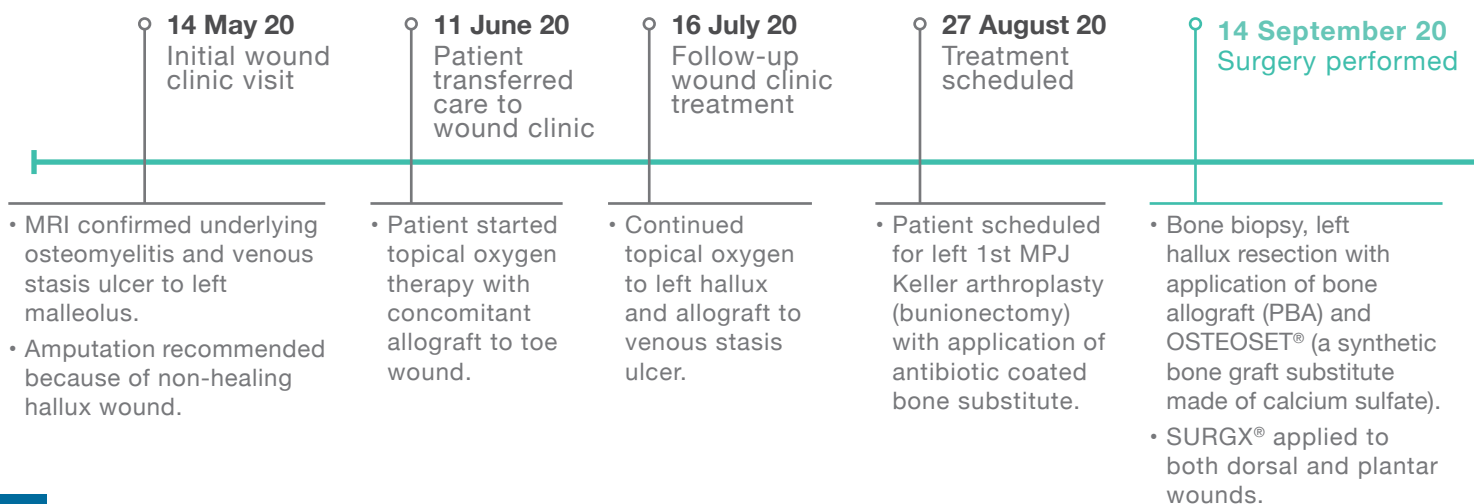 14 May 20
Initial wound
clinic visit
11 June 20
Patient
transferred
care to
wound clinic
16 July 20
Follow-up
wound clinic
treatment
27 August 20
Treatment
scheduled
14 September 20
Surgery performed
• MRI confirmed underlying
osteomyelitis and venous
stasis ulcer to left
malleolus.
• Amputation recommended
because of non-healing
hallux wound.
• Patient started
topical oxygen
therapy with
concomitant
allograft to toe
wound.
• Continued
topical oxygen
to left hallux
and allograft to
venous stasis
ulcer.
• Patient scheduled
for left 1st MPJ
Keller arthroplasty
(bunionectomy)
with application of
antibiotic coated
bone substitute.
• Bone biopsy, left
hallux resection with
application of bone
allograft (PBA) and
OSTEOSET® (a synthetic
bone graft substitute
made of calcium sulfate).
• SURGX® applied to
both dorsal and plantar
wounds.